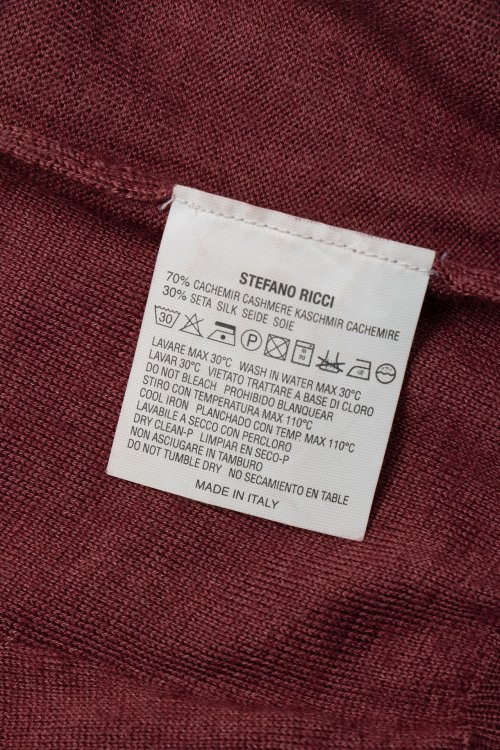 STEFANO RICCI
70% CACHEMIR CASHMERE KASCHMIR CACHEMIRE
30% SETA SILK SEIDE SOIE
30 P
LAVARE MAX 30°C WASH IN WATER MAX 30°C
LAVAR 30°C VIETATO TRATTARE A BASE DI CLORO
DO NOT BLEACH PROHIBIDO BLANQUEAR
STIRO CON TEMPERATURA MAX 110°C
COOL IRON PLANCHADO CON TEMP. MAX 110°C
LAVABILE A SECCO CON PERCLORO
DRY CLEAN-P LIMPIAR EN SECO-P
NON ASCIUGARE IN TAMBURO
DO NOT TUMBLE DRY NO SECAMIENTO EN TABLE
MADE IN ITALY